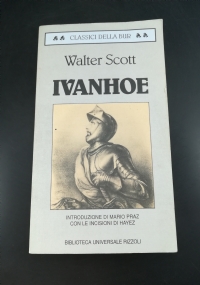 CLASSICI DELLA BUR
Walter Scott
IVANHOE
INTRODUZIONE DI MARIO PRAZ
CON LE INCISIONI DI HAYEZ
BIBLIOTECA UNIVERSALE RIZZOLI